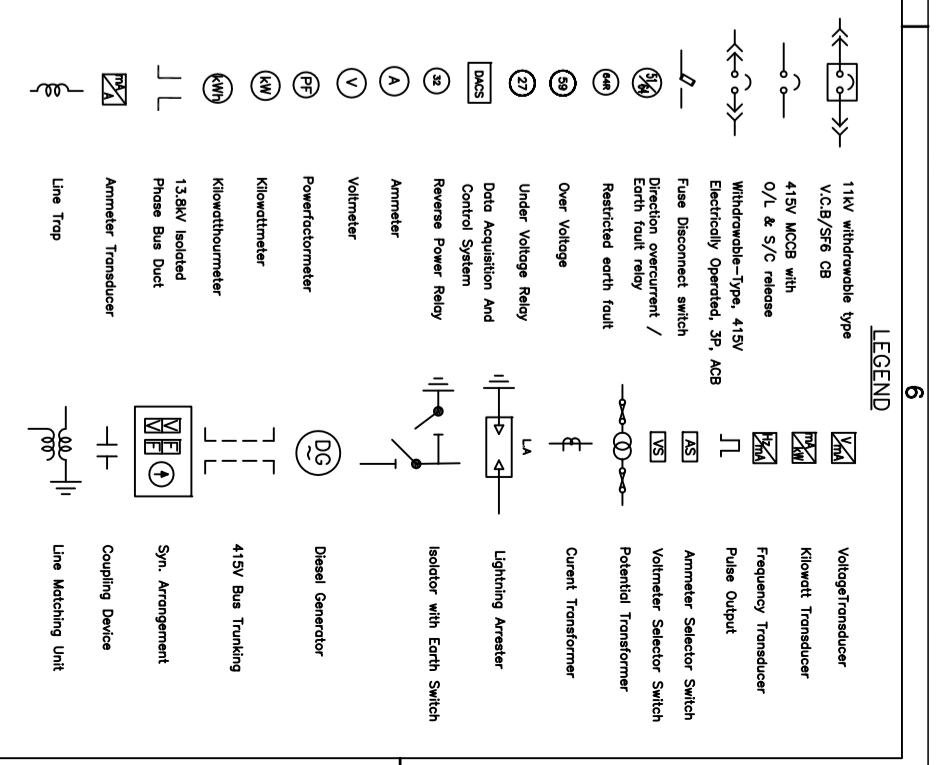 6
LEGEND
11kV withdrawable type
V.C.B/SF6 CB
415V MCCB with
O/L & S/C release
Withdrawable-Type, 415V
Electrically Operated, 3P, ACB
Fuse Disconnect switch
51/64
Direction overcurrent /
Earth fault relay
64R
Restricted earth fault
59
Over Voltage
27
Under Voltage Relay
DACS
Data Acquisition And
Control System
32
Reverse Power Relay
A
Ammeter
V
Voltmeter
PF
Powerfactormeter
kW
Kilowattmeter
kWh
Kilowatthourmeter
13.8kV Isolated
Phase Bus Duct
mA/A
Ammeter Transducer
Line Trap
V/mA
VoltageTransducer
mA/kW
Kilowatt Transducer
Hz/mA
Frequency Transducer
Pulse Output
AS
Ammeter Selector Switch
VS
Voltmeter Selector Switch
Potential Transformer
Curent Transformer
L.A
Lightning Arrester
Isolator with Earth Switch
DG
~
Diesel Generator
415V Bus Trunking
V F
V F
Syn. Arrangement
Coupling Device
Line Matching Unit